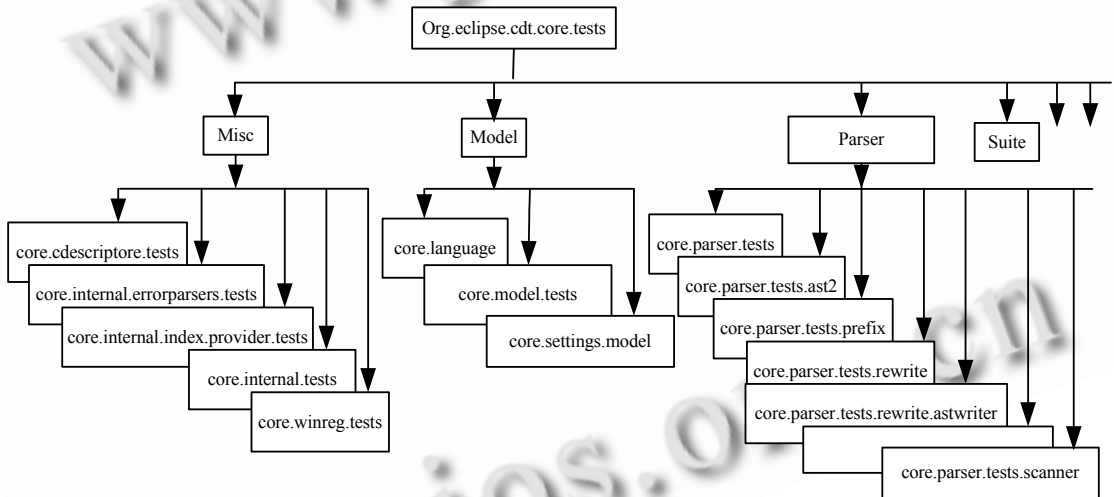 Org.eclipse.cdt.core.tests
Misc
Model
Parser
Suite
core.cdescriptore.tests
core.internal.errorparsers.tests
core.internal.index.provider.tests
core.internal.tests
core.winreg.tests
core.language
core.model.tests
core.settings.model
core.parser.tests
core.parser.tests.ast2
core.parser.tests.prefix
core.parser.tests.rewrite
core.parser.tests.rewrite.astwriter
core.parser.tests.scanner